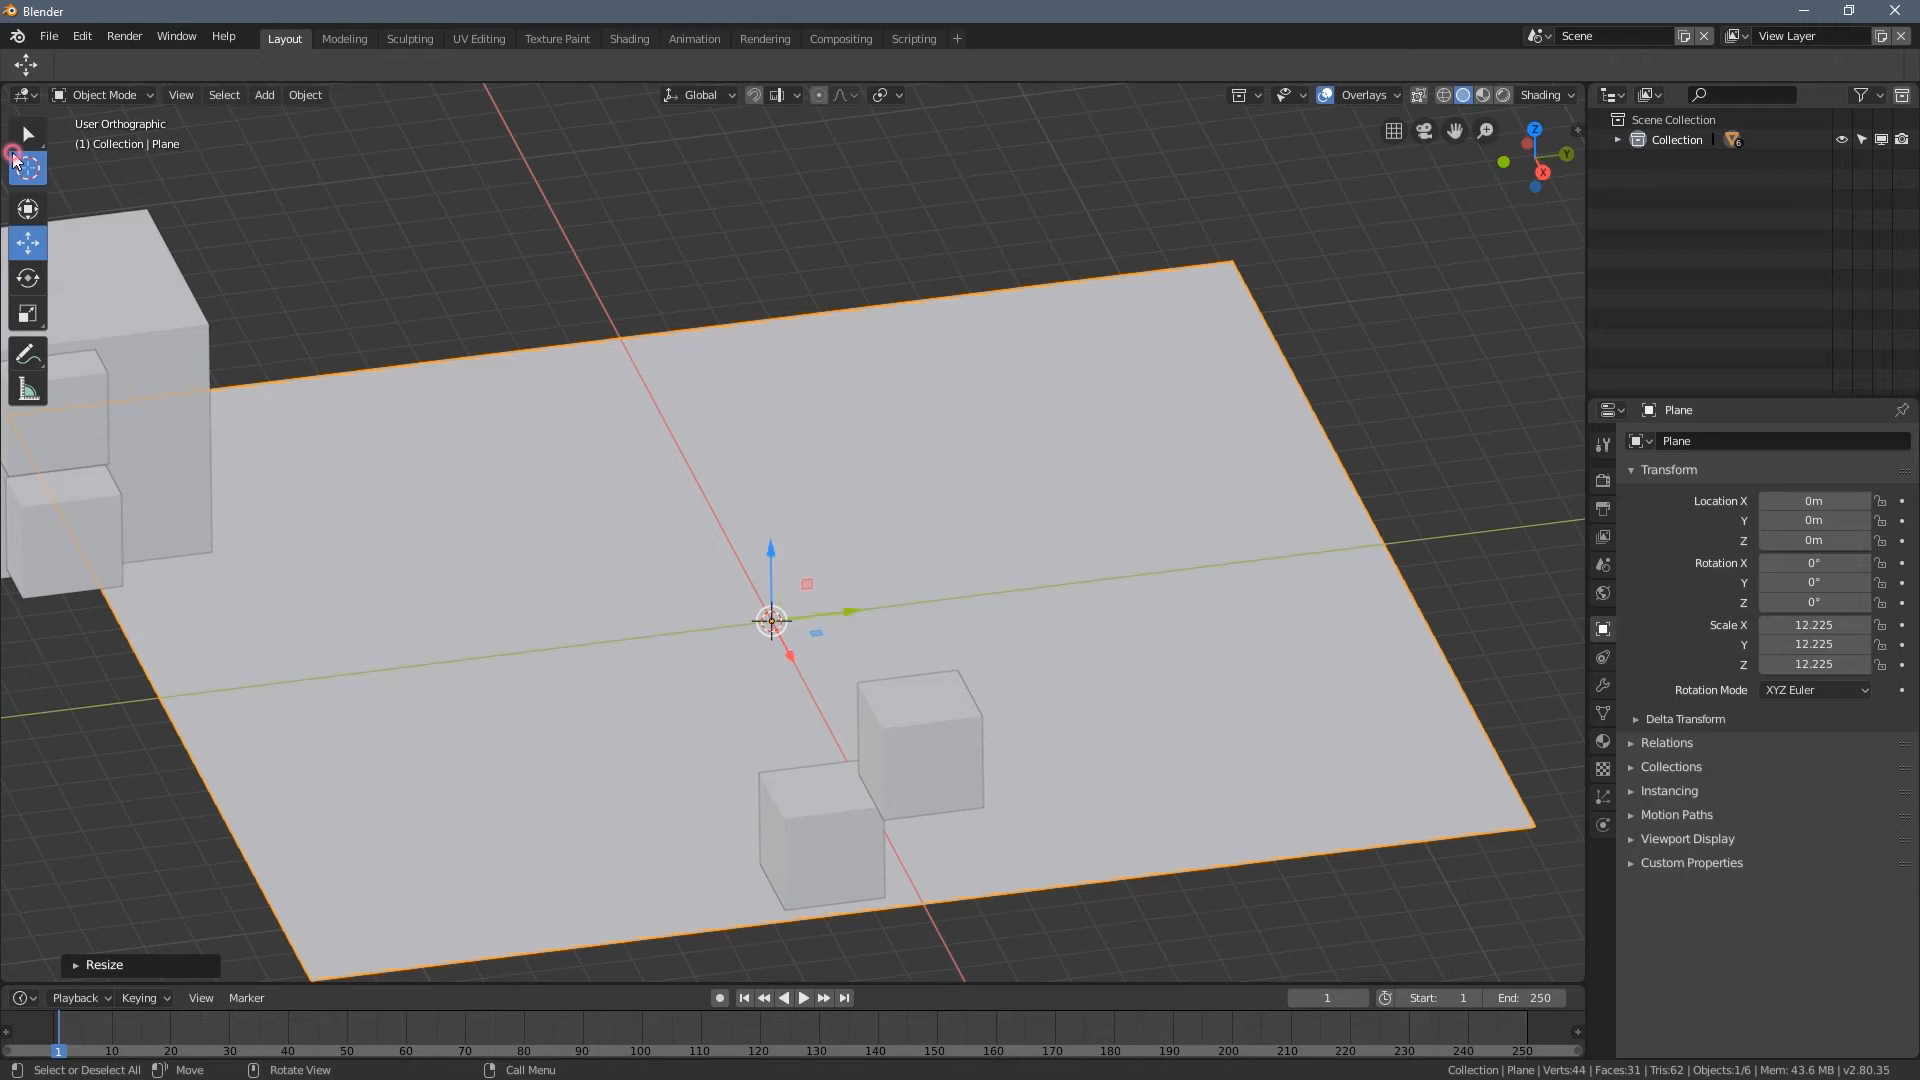 Blender
File Edit Render Window Help Layout Modeling Sculpting UV Editing Texture Paint Shading Animation Rendering Compositing Scripting + Scene View Layer
Object Mode View Select Add Object Global Overlays Shading
User Orthographic
(1) Collection | Plane
Z
Y
X
Scene Collection
Collection 6
Plane
Plane
Transform
Location X 0m
Y 0m
Z 0m
Rotation X 0°
Y 0°
Z 0°
Scale X 12.225
Y 12.225
Z 12.225
Rotation Mode XYZ Euler
Delta Transform
Relations
Collections
Instancing
Motion Paths
Viewport Display
Custom Properties
Resize
Playback Keying View Marker 1 Start: 1 End: 250
1 10 20 30 40 50 60 70 80 90 100 110 120 130 140 150 160 170 180 190 200 210 220 230 240 250
Select or Deselect All Move Rotate View Call Menu Collection | Plane | Verts:44 | Faces:31 | Tris:62 | Objects:1/6 | Mem: 43.6 MB | v2.80.35